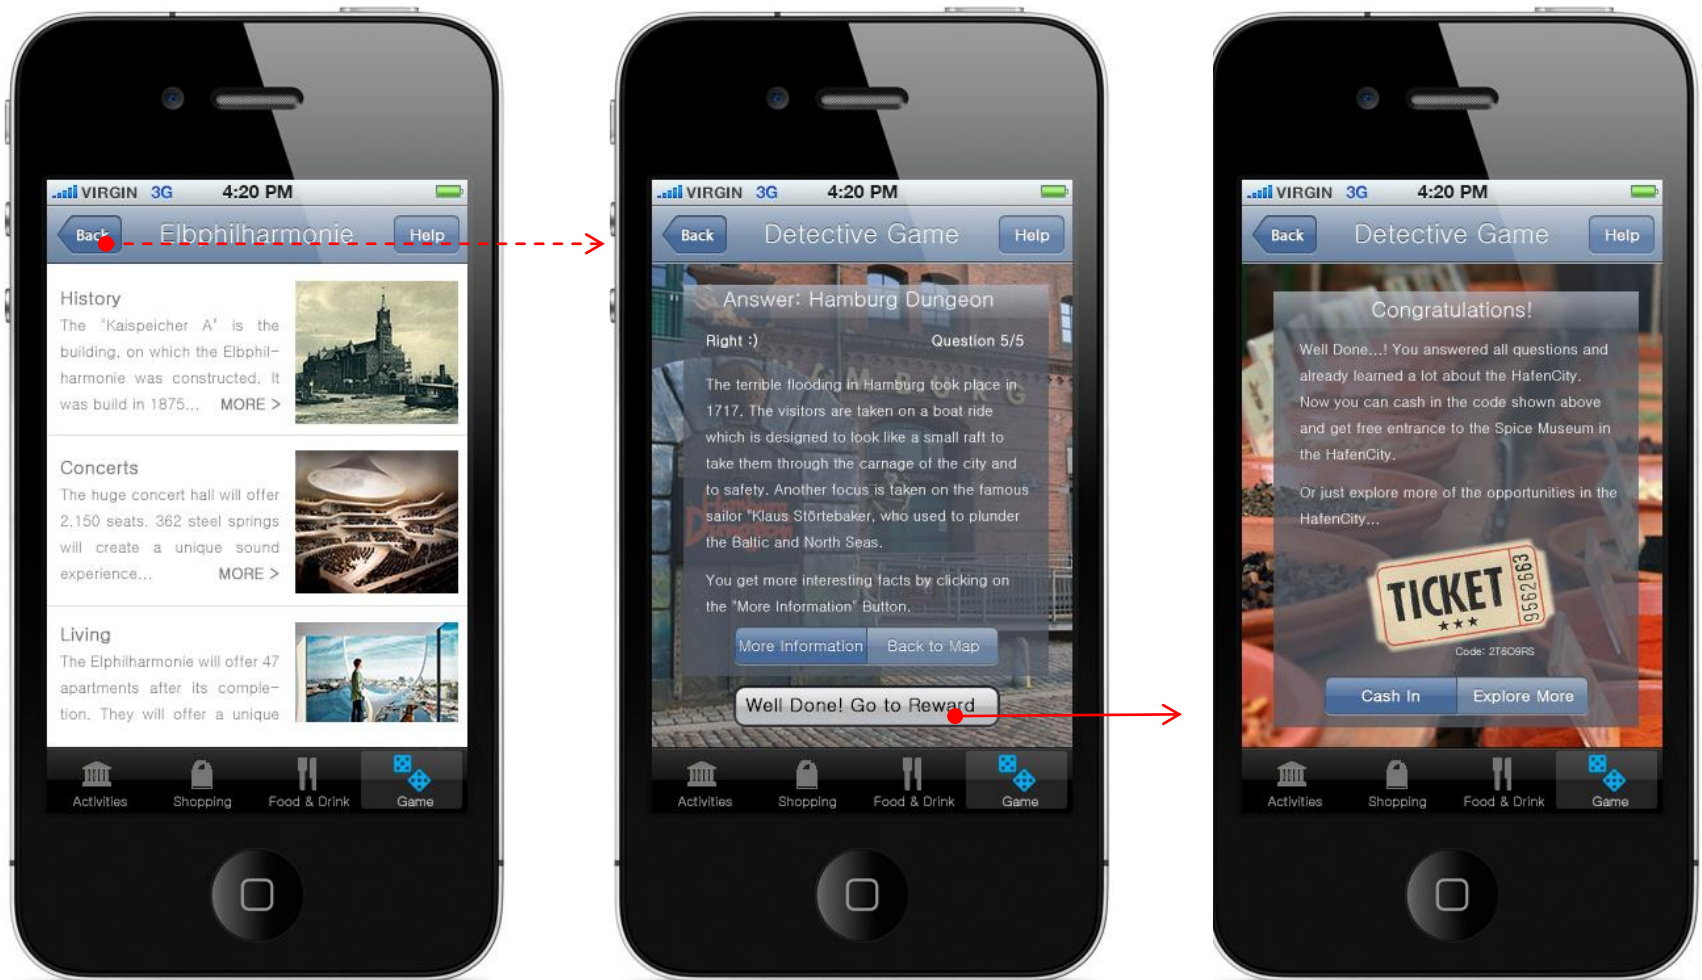 VIRGIN 3G 4:20 PM
Back Elbphilharmonie Help
History
The "Kaispeicher A" is the
building, on which the Elbphil-
harmonie was constructed. It
was build in 1875... MORE >
Concerts
The huge concert hall will offer
2.150 seats. 362 steel springs
will create a unique sound
experience... MORE >
Living
The Elphilharmonie will offer 47
apartments after its comple-
tion. They will offer a unique
Activities Shopping Food & Drink Game
VIRGIN 3G 4:20 PM
Back Detective Game Help
Answer: Hamburg Dungeon
Right :) Question 5/5
HAMBURG
The terrible flooding in Hamburg took place in
1717. The visitors are taken on a boat ride
which is designed to look like a small raft to
take them through the carnage of the city and
to safety. Another focus is taken on the famous
sailor "Klaus Störtebaker, who used to plunder
the Baltic and North Seas.
Hamburg
Dungeon
You get more interesting facts by clicking on
the "More Information" Button.
More Information Back to Map
Well Done! Go to Reward
Activities Shopping Food & Drink Game
VIRGIN 3G 4:20 PM
Back Detective Game Help
Congratulations!
Well Done...! You answered all questions and
already learned a lot about the HafenCity.
Now you can cash in the code shown above
and get free entrance to the Spice Museum in
the HafenCity.
Or just explore more of the opportunities in the
HafenCity...
TICKET
9562663
Code: 2T6O9RS
Cash In Explore More
Activities Shopping Food & Drink Game